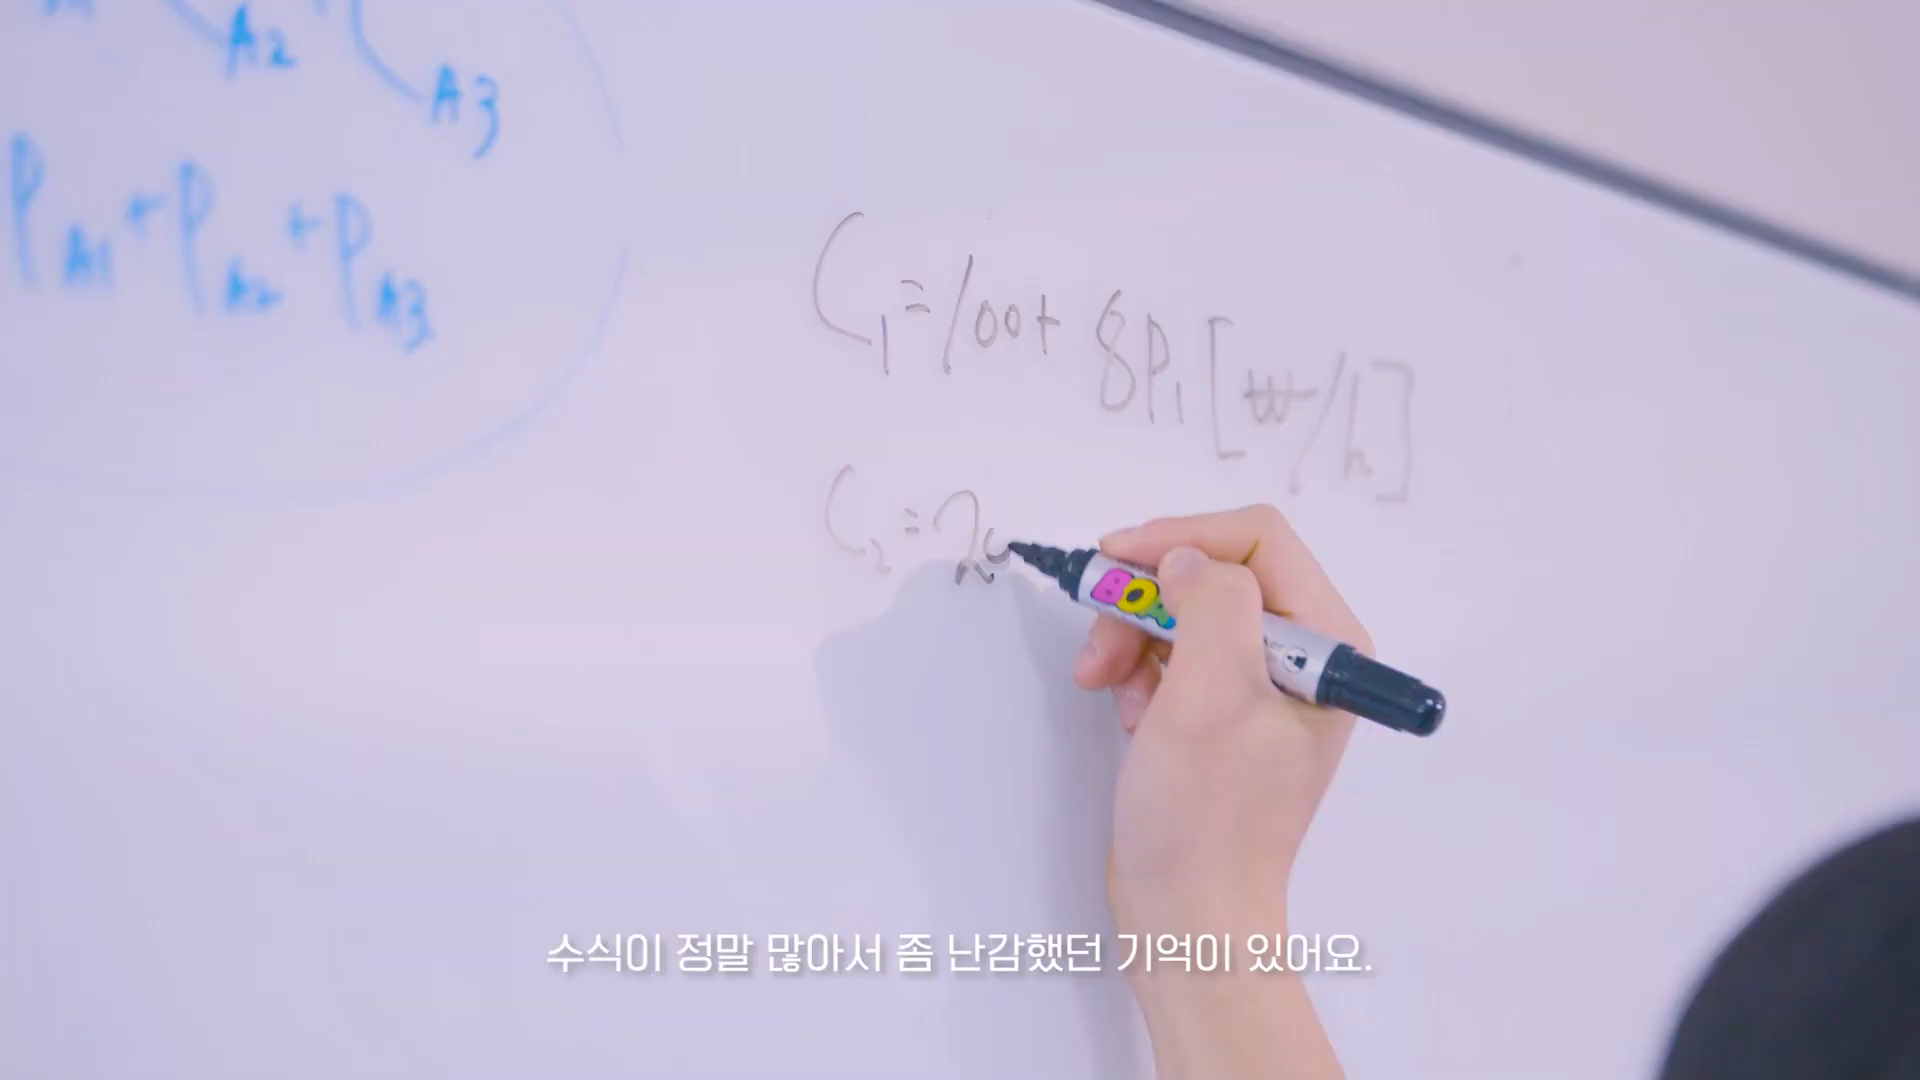 A2
A3
PA1+PA2+PA3
C1=100+8P1[₩/h]
C2=20
수식이 정말 많아서 좀 난감했던 기억이 있어요.